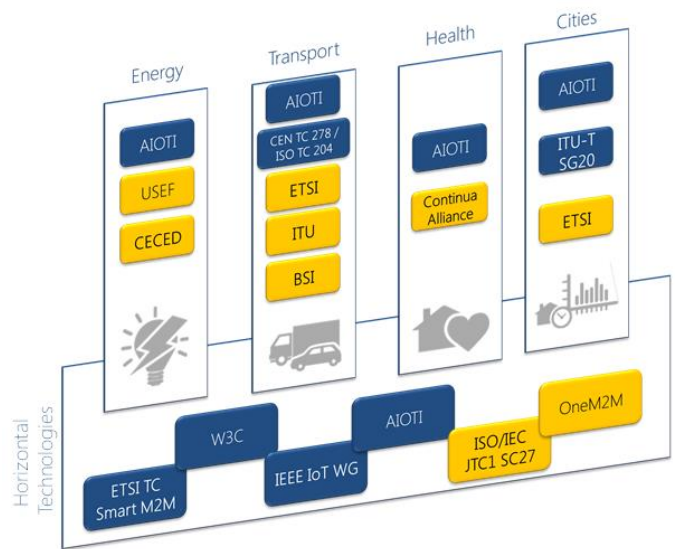 Energy
AIOTI
USEF
CECED
Transport
AIOTI
CEN TC 278 /
ISO TC 204
ETSI
ITU
BSI
Health
AIOTI
Continua
Alliance
Cities
AIOTI
ITU-T
SG20
ETSI
Horizontal
Technologies
ETSI TC
Smart M2M
W3C
IEEE IoT WG
AIOTI
ISO/IEC
JTC1 SC27
OneM2M